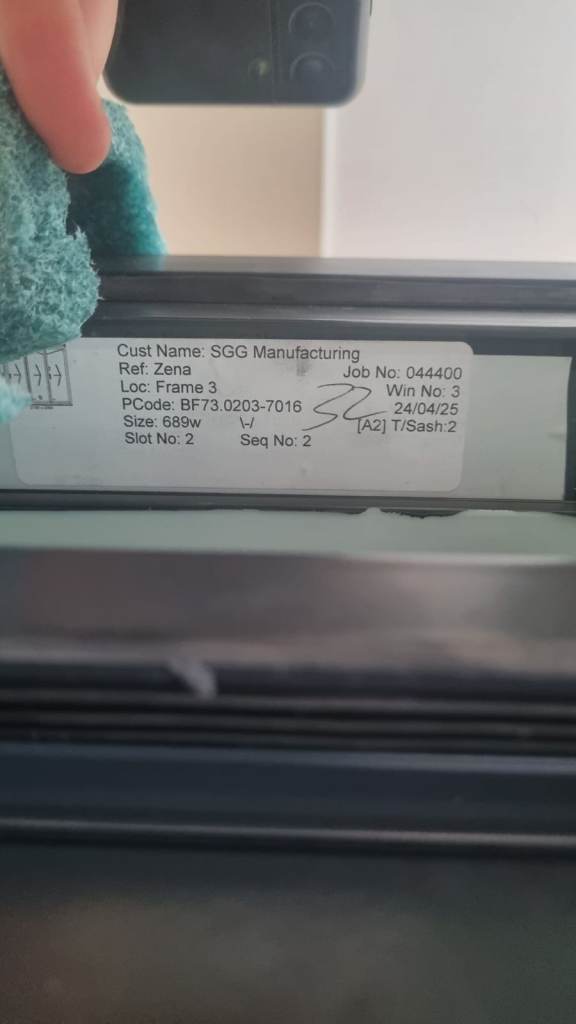 Cust Name: SGG Manufacturing
Ref: Zena
Job No: 044400
Loc: Frame 3
Win No: 3
PCode: BF73.0203-7016
24/04/25
Size: 689w \-/
[A2] T/Sash:2
Slot No: 2 Seq No: 2